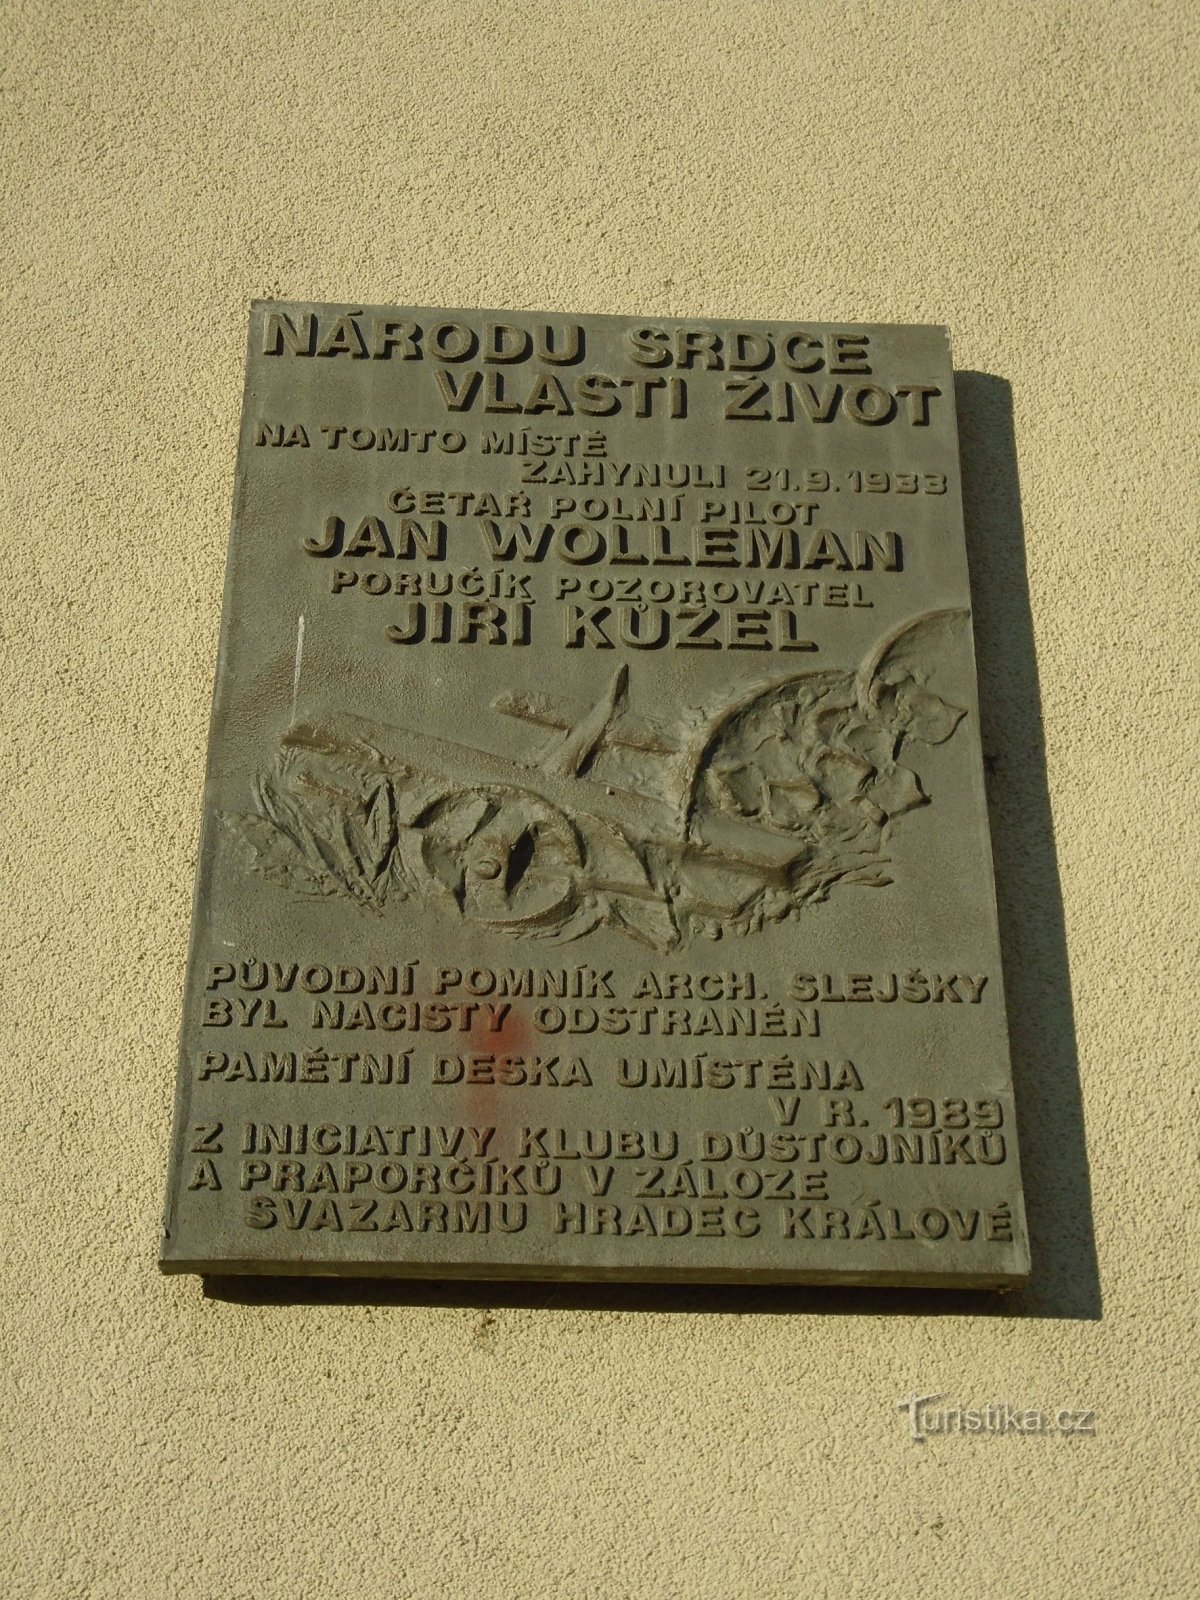 NÁRODU SRDCE
VLASTI ŽIVOT
NA TOMTO MÍSTĚ
ZAHYNULI 21.9.1933
ČETAŘ POLNÍ PILOT
JAN WOLLEMAN
PORUČÍK POZOROVATEL
JIŘÍ KŮŽEL
PŮVODNÍ POMNÍK ARCH. SLEJŠKY
BYL NACISTY ODSTRANĚN
PAMĚTNÍ DESKA UMÍSTĚNA
V R. 1989
Z INICIATIVY KLUBU DŮSTOJNÍKŮ
A PRAPORČÍKŮ V ZÁLOZE
SVAZARMU HRADEC KRÁLOVÉ
Turistika.cz